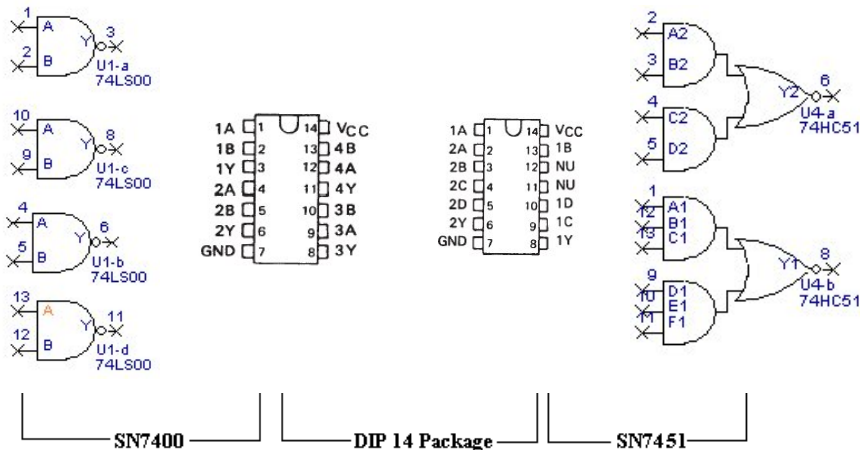 1
A
2
B
Y
3
U1-a
74LS00
10
A
9
B
Y
8
U1-c
74LS00
4
A
5
B
Y
6
U1-b
74LS00
13
A
12
B
Y
11
U1-d
74LS00
1A 1 14 VCC
1B 2 13 4B
1Y 3 12 4A
2A 4 11 4Y
2B 5 10 3B
2Y 6 9 3A
GND 7 8 3Y
1A 1 14 VCC
2A 2 13 1B
2B 3 12 NU
2C 4 11 NU
2D 5 10 1D
2Y 6 9 1C
GND 7 8 1Y
2
A2
3
B2
4
C2
5
D2
Y2
6
U4-a
74HC51
1
A1
12
B1
13
C1
9
D1
10
E1
11
F1
Y1
8
U4-b
74HC51
SN7400
DIP 14 Package
SN7451